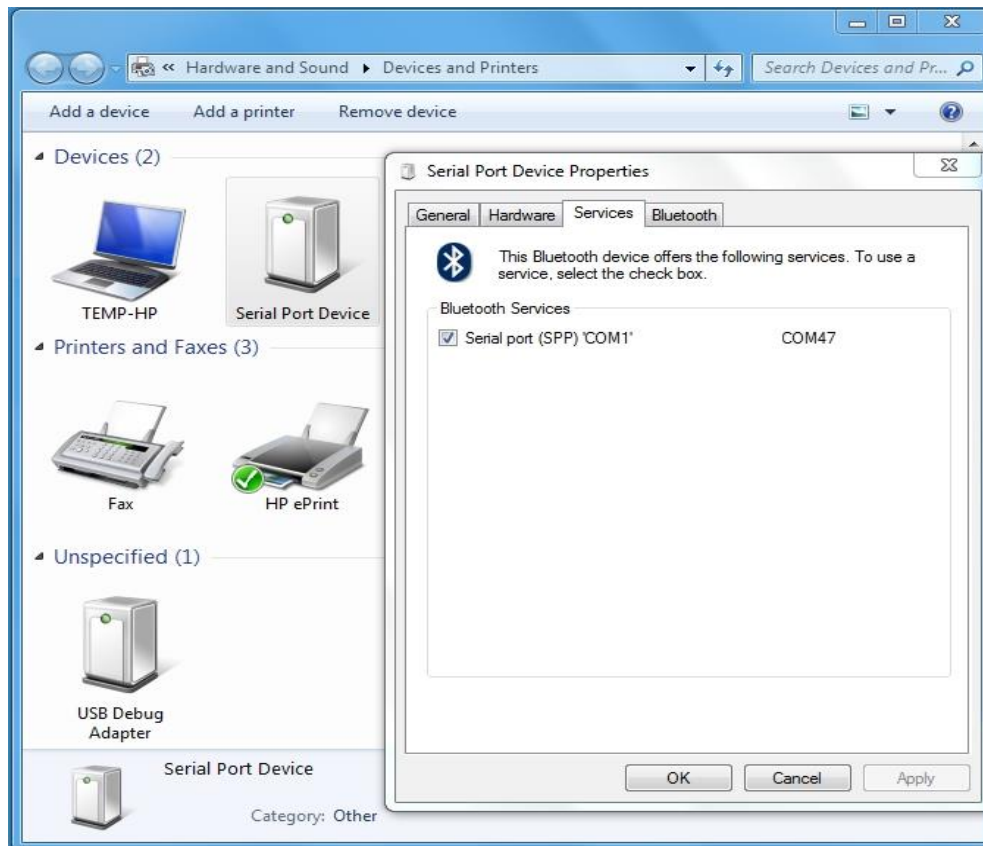 « Hardware and Sound ▸ Devices and Printers
Search Devices and Pr...
Add a device Add a printer Remove device
Devices (2)
TEMP-HP
Serial Port Device
Printers and Faxes (3)
Fax
HP ePrint
Unspecified (1)
USB Debug
Adapter
Serial Port Device
Category: Other
Serial Port Device Properties
General Hardware Services Bluetooth
This Bluetooth device offers the following services. To use a
service, select the check box.
Bluetooth Services
Serial port (SPP) 'COM1' COM47
OK Cancel Apply